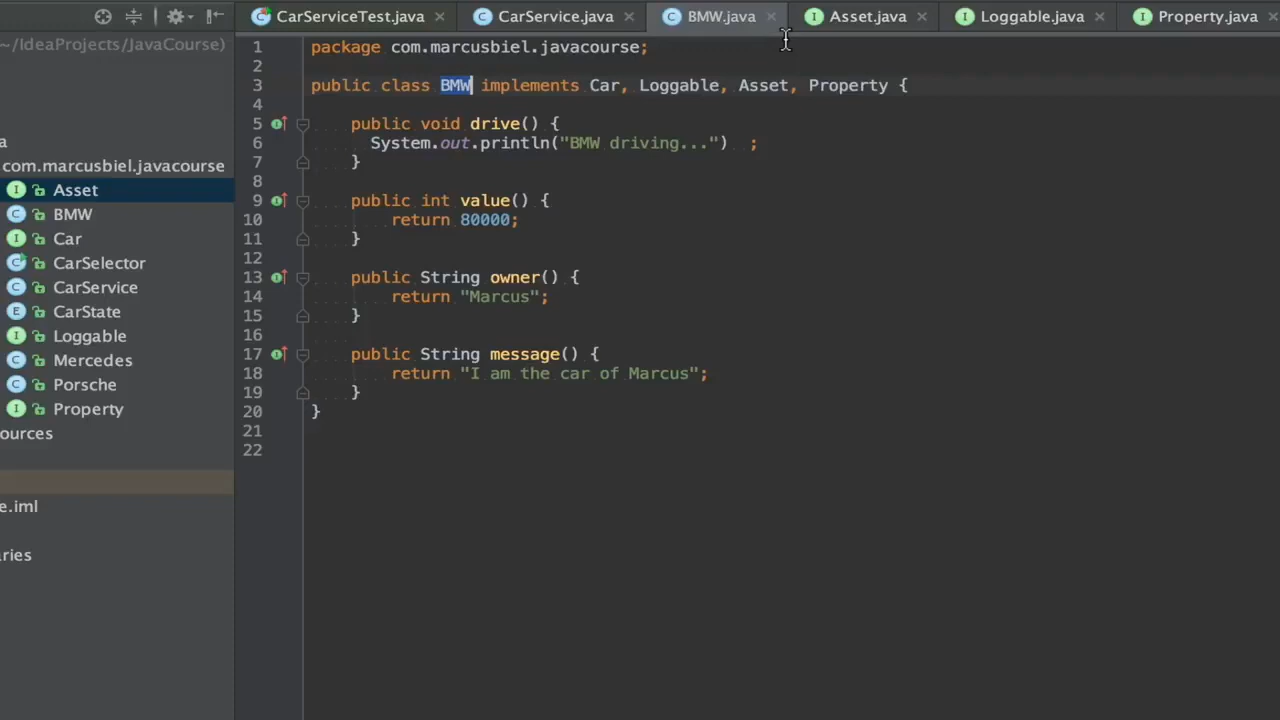 CarServiceTest.java CarService.java BMW.java Asset.java Loggable.java Property.java
~/IdeaProjects/JavaCourse)
com.marcusbiel.javacourse
Asset
BMW
Car
CarSelector
CarService
CarState
Loggable
Mercedes
Porsche
Property
ources
e.iml
ries
1 package com.marcusbiel.javacourse;
2
3 public class BMW implements Car, Loggable, Asset, Property {
4
5 public void drive() {
6 System.out.println("BMW driving...")  ;
7 }
8
9 public int value() {
10 return 80000;
11 }
12
13 public String owner() {
14 return "Marcus";
15 }
16
17 public String message() {
18 return "I am the car of Marcus";
19 }
20 }
21
22